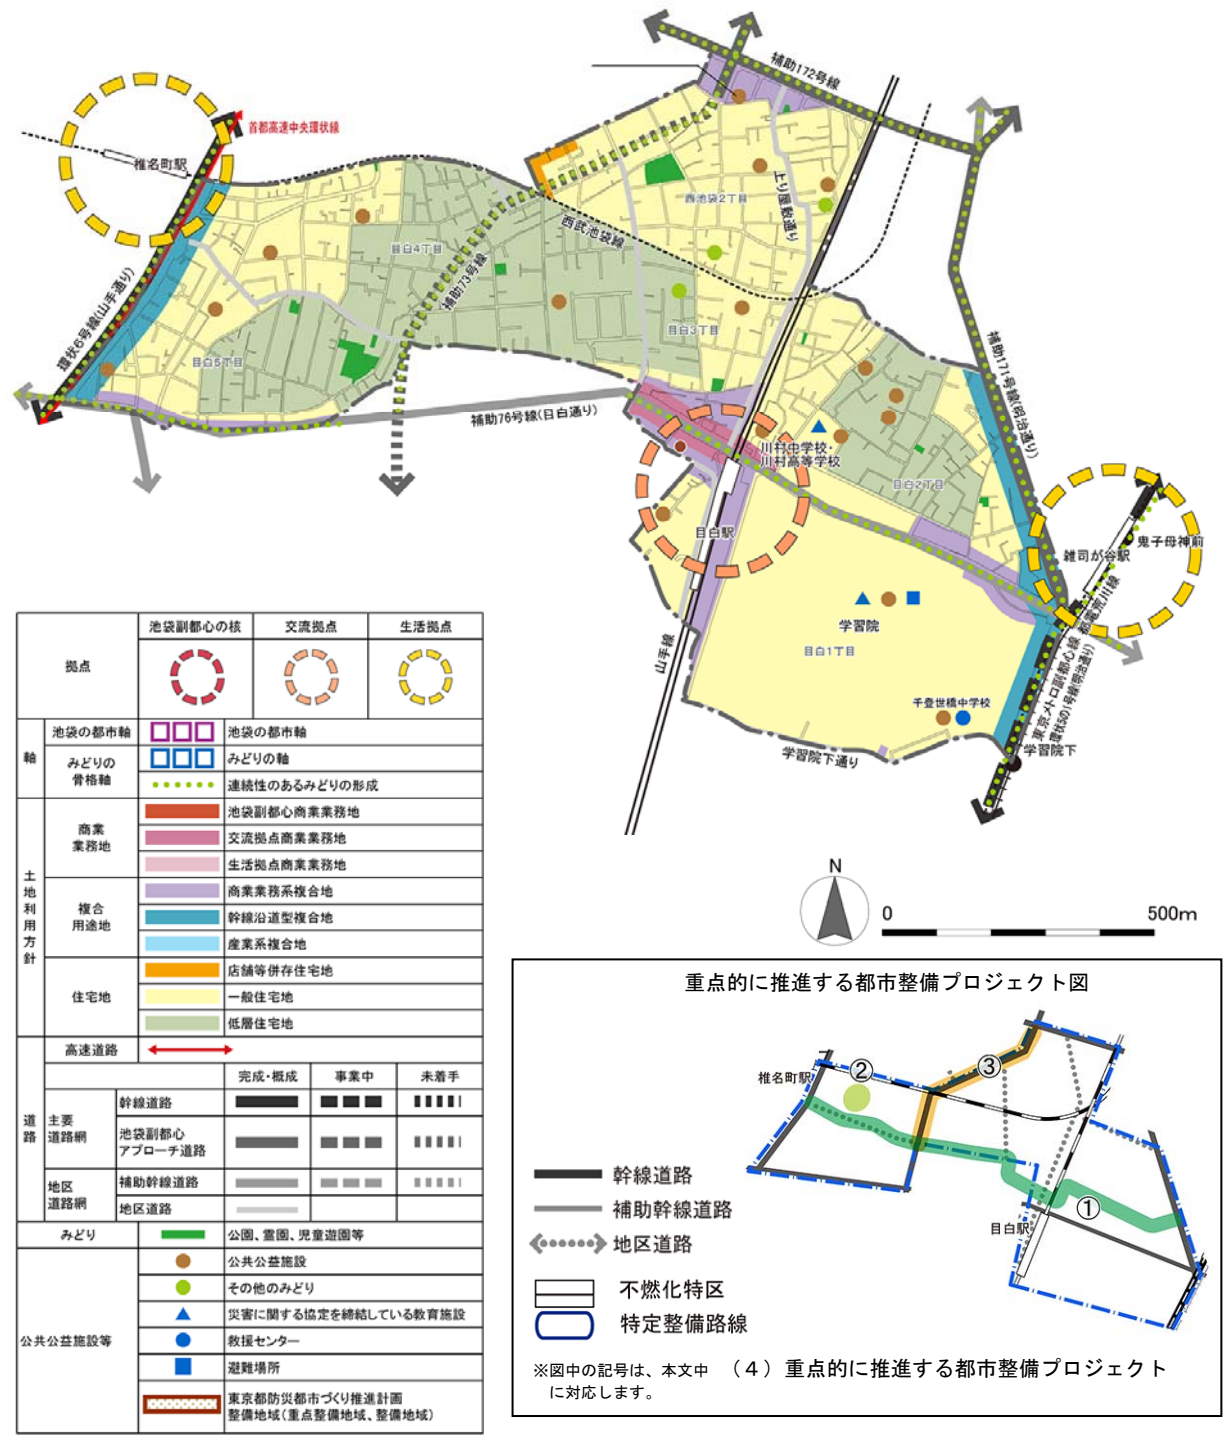 補助172号線
首都高速中央環状線
椎名町駅
上り屋敷通り
西池袋2丁目
西武池袋線
目白4丁目
補助73号線
環状6号線(山手通り)
目白3丁目
目白5丁目
補助171号線(明治通り)
補助76号線(目白通り)
川村中学校・
川村高等学校
目白2丁目
目白駅
鬼子母神前
雑司が谷駅
都電荒川線
学習院
目白1丁目
山手線
東京メトロ副都心線
環状5の1号線(明治通り)
千登世橋中学校
学習院下
学習院下通り
N
0 500m
拠点
池袋副都心の核 交流拠点 生活拠点
軸
池袋の都市軸 池袋の都市軸
みどりの
骨格軸
みどりの軸
連続性のあるみどりの形成
土地利用方針
商業
業務地
池袋副都心商業業務地
交流拠点商業業務地
生活拠点商業業務地
複合
用途地
商業業務系複合地
幹線沿道型複合地
産業系複合地
住宅地
店舗等併存住宅地
一般住宅地
低層住宅地
道路
高速道路
完成・概成 事業中 未着手
主要
道路網
幹線道路
池袋副都心
アプローチ道路
地区
道路網
補助幹線道路
地区道路
みどり 公園、霊園、児童遊園等
公共公益施設等
公共公益施設
その他のみどり
災害に関する協定を締結している教育施設
救援センター
避難場所
東京都防災都市づくり推進計画
整備地域(重点整備地域、整備地域)
重点的に推進する都市整備プロジェクト図
椎名町駅
②
③
①
目白駅
幹線道路
補助幹線道路
地区道路
不燃化特区
特定整備路線
※図中の記号は、本文中 （4）重点的に推進する都市整備プロジェクト
に対応します。